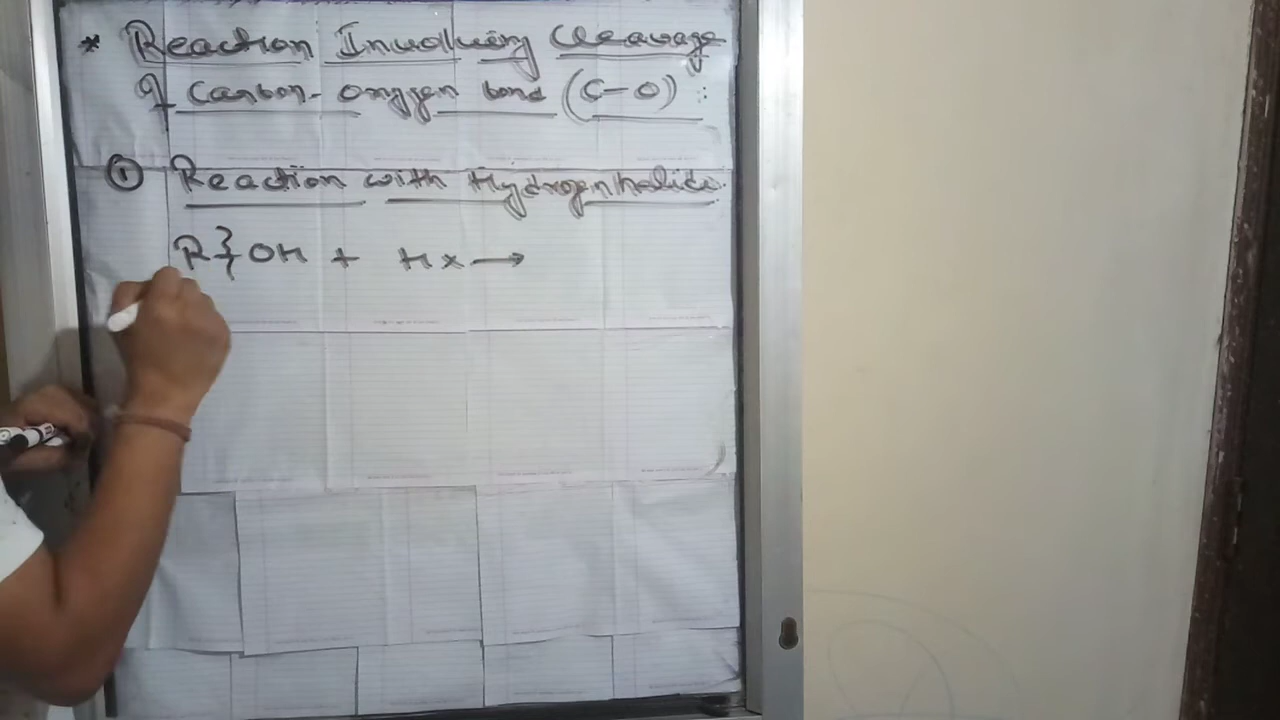 * Reaction Involving Cleavage
of Carbon-oxygen bond (C-O) :
① Reaction with Hydrogen halide.
R}OH + Hx →